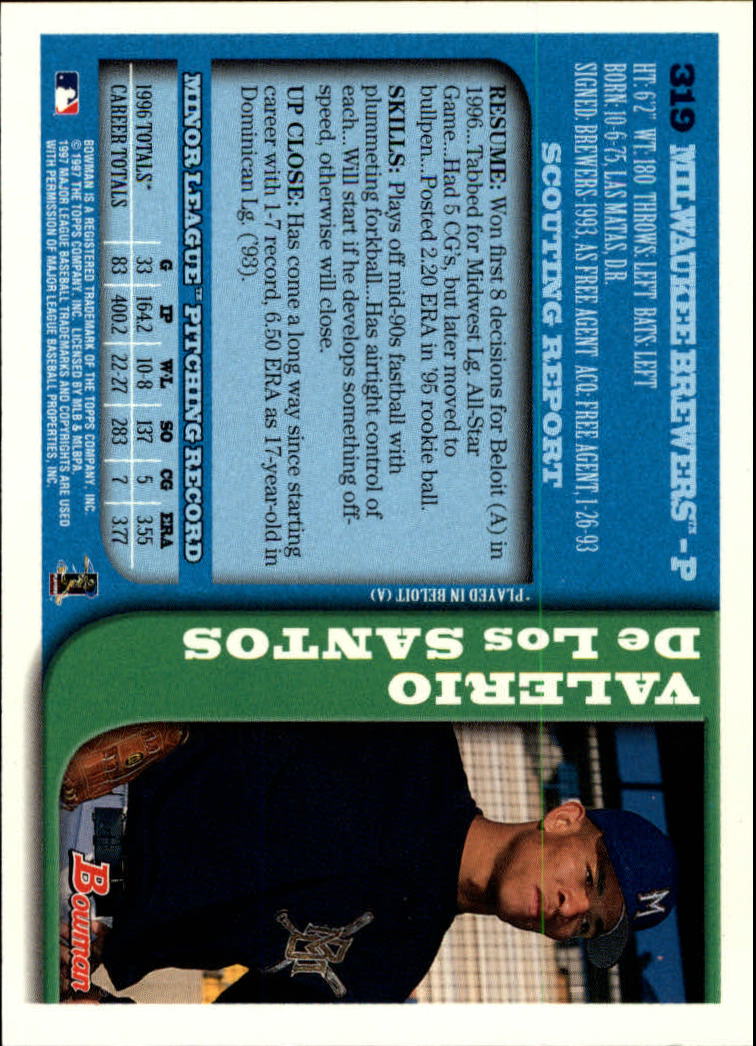 319 MILWAUKEE BREWERS™ - P
HT: 6'2" WT: 180 THROWS: LEFT BATS: LEFT
BORN: 10-6-75, LAS MATAS, D.R.
SIGNED: BREWERS-1993, AS FREE AGENT ACQ: FREE AGENT, 1-26-93
SCOUTING REPORT
RESUME: Won first 8 decisions for Beloit (A) in
1996... Tabbed for Midwest Lg. All-Star
Game... Had 5 CG's, but later moved to
bullpen... Posted 2.20 ERA in '95 rookie ball.
SKILLS: Plays off mid-90s fastball with
plummeting forkball...Has airtight control of
each... Will start if he develops something off-
speed, otherwise will close.
UP CLOSE: Has come a long way since starting
career with 1-7 record, 6.50 ERA as 17-year-old in
Dominican Lg. ('93).
MINOR LEAGUE™ PITCHING RECORD
G IP WL SO CG ERA
1996 TOTALS* 33 164.2 10-8 137 5 3.55
CAREER TOTALS 83 400.2 22-27 283 7 3.77
BOWMAN IS A REGISTERED TRADEMARK OF THE TOPPS COMPANY, INC.
© 1997 THE TOPPS COMPANY, INC. LICENSED BY MLB & MLBPA.
1997 MAJOR LEAGUE BASEBALL TRADEMARKS AND COPYRIGHTS ARE USED
WITH PERMISSION OF MAJOR LEAGUE BASEBALL PROPERTIES, INC.
*PLAYED IN BELOIT (A)
VALERIO
DE LOS SANTOS
M
MB
Bowman